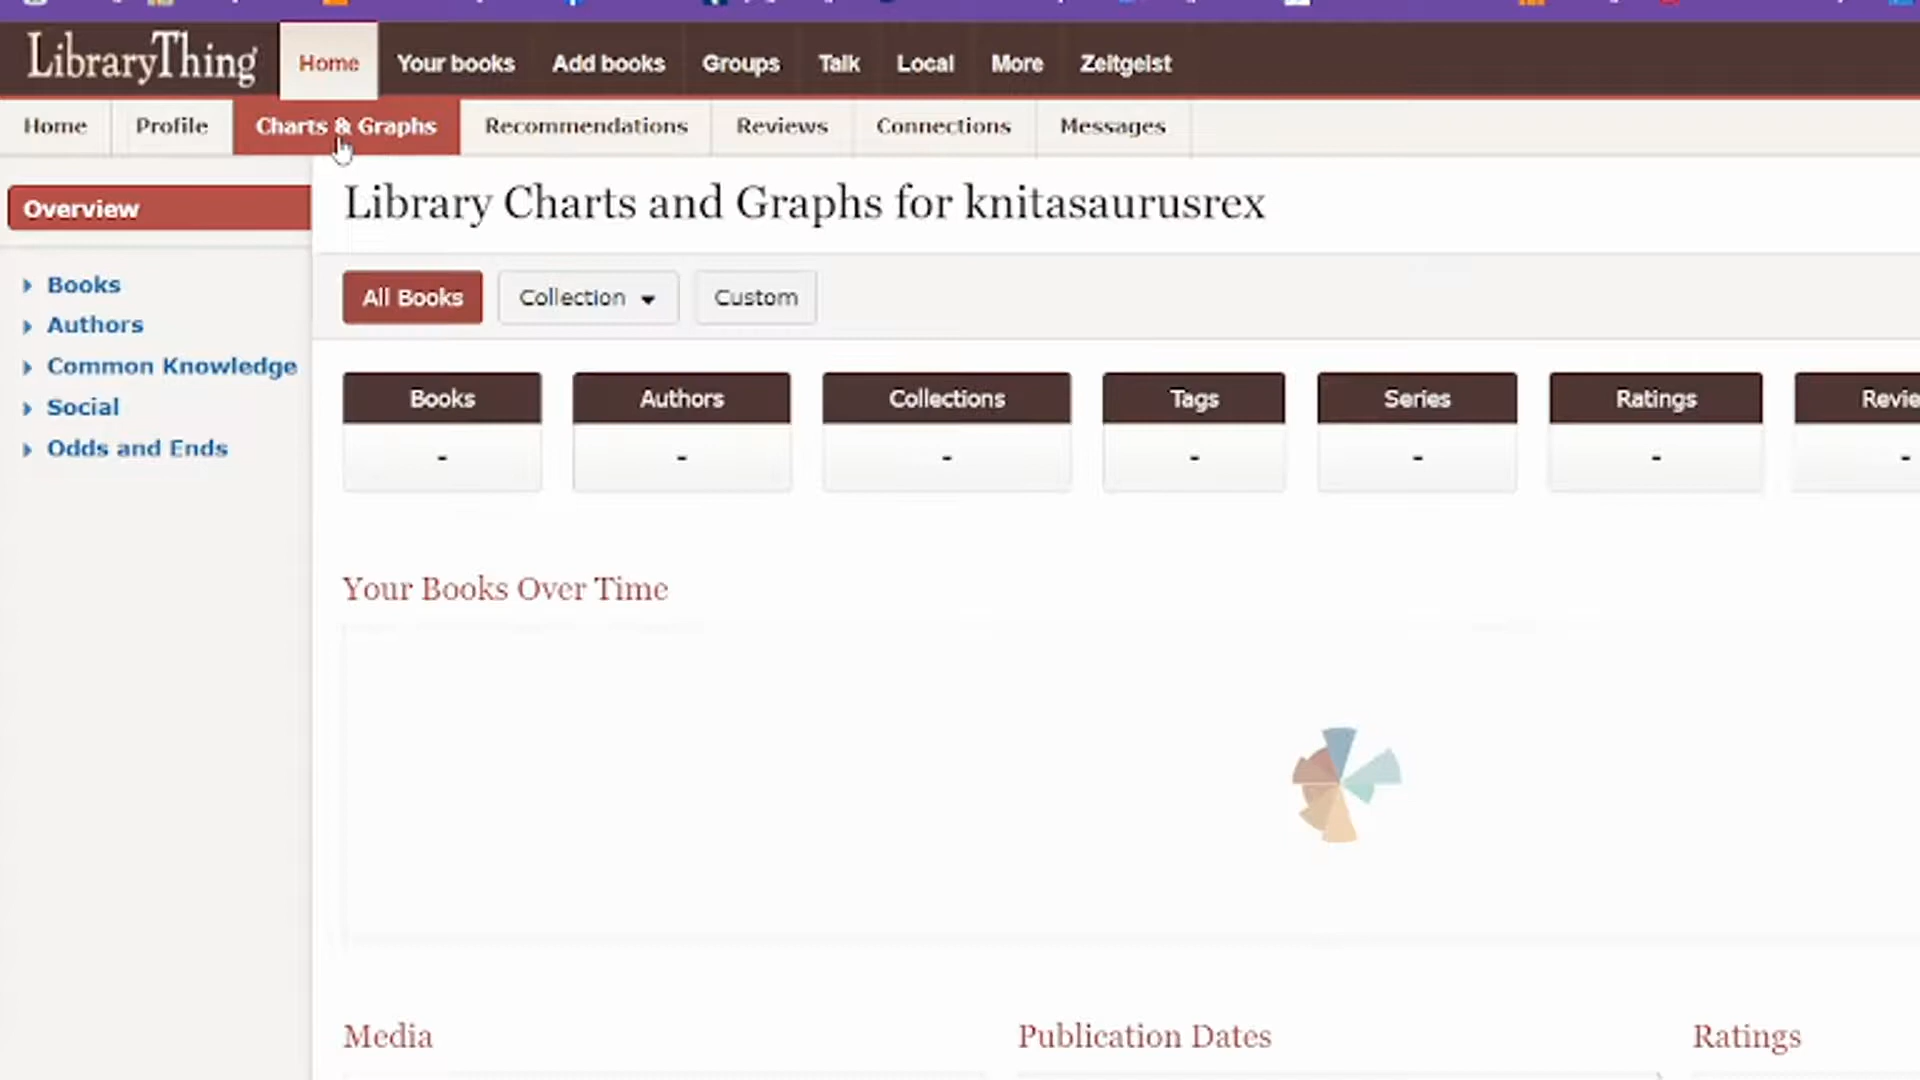 LibraryThing Home Your books Add books Groups Talk Local More Zeitgeist
Home Profile Charts & Graphs Recommendations Reviews Connections Messages
Overview
Books
Authors
Common Knowledge
Social
Odds and Ends
Library Charts and Graphs for knitasaurusrex
All Books Collection Custom
Books Authors Collections Tags Series Ratings Revie
- - - - - - -
Your Books Over Time
Media Publication Dates Ratings